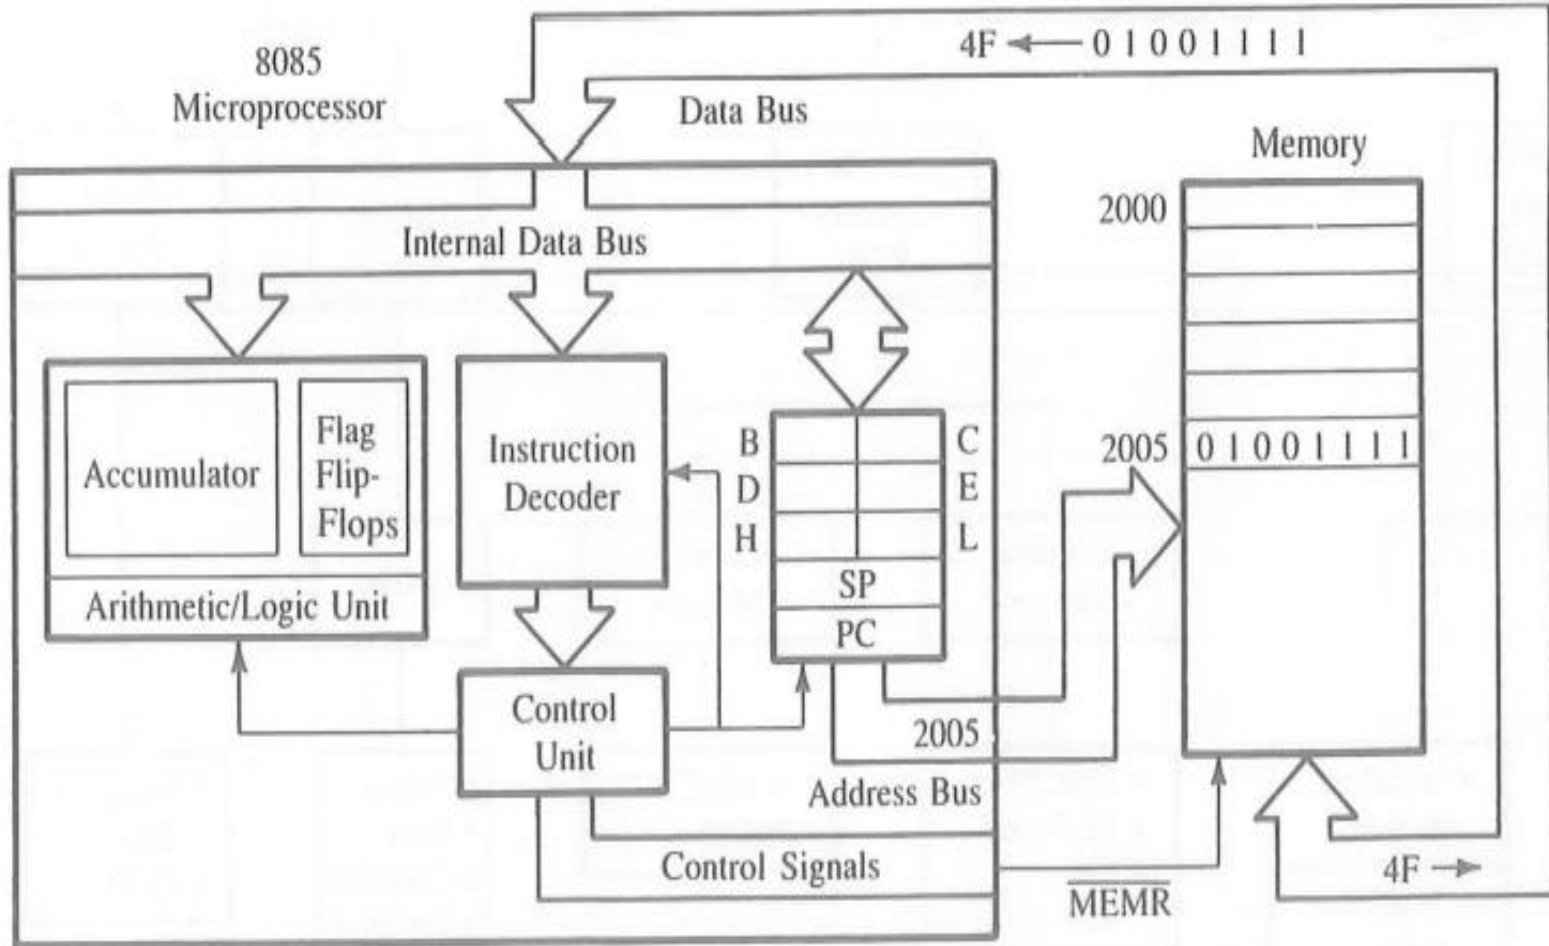 4F ← 0 1 0 0 1 1 1 1
8085
Microprocessor
Data Bus
Memory
2000
Internal Data Bus
B
C
2005
0 1 0 0 1 1 1 1
Flag
Flip-
Flops
Accumulator
Instruction
Decoder
D
E
H
L
SP
PC
Arithmetic/Logic Unit
Control
Unit
2005
Address Bus
Control Signals
MEMR
4F →